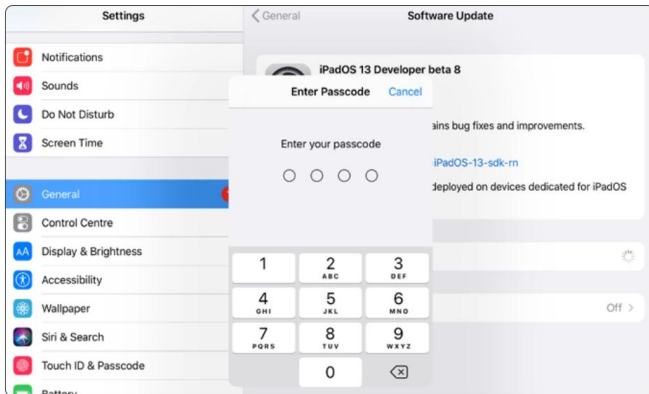 Settings
Notifications
Sounds
Do Not Disturb
Screen Time
General
Control Centre
Display & Brightness
AA
Accessibility
Wallpaper
Siri & Search
Touch ID & Passcode
Battery
General
Software Update
iPadOS 13 Developer beta 8
ains bug fixes and improvements.
iPadOS-13-sdk-rn
deployed on devices dedicated for iPadOS
Off
Enter Passcode
Cancel
Enter your passcode
1 2 3
ABC DEF
4 5 6
GHI JKL MNO
7 8 9
PQRS TUV WXYZ
0